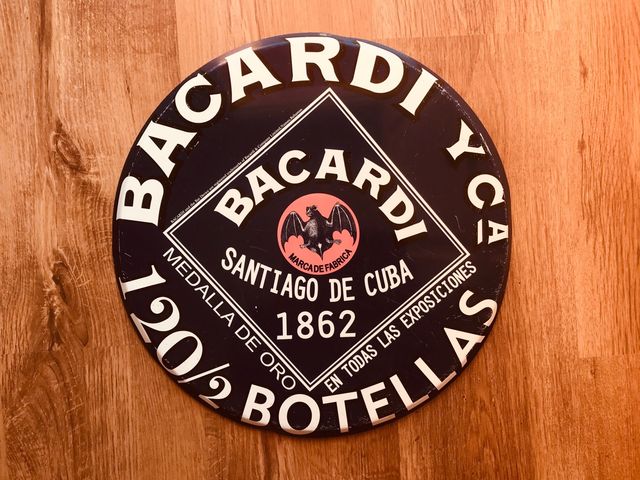 BACARDI Y Cª
BACARDI
MARCA DE FABRICA
SANTIAGO DE CUBA
1862
MEDALLA DE ORO
EN TODAS LAS EXPOSICIONES
120/2 BOTELLAS